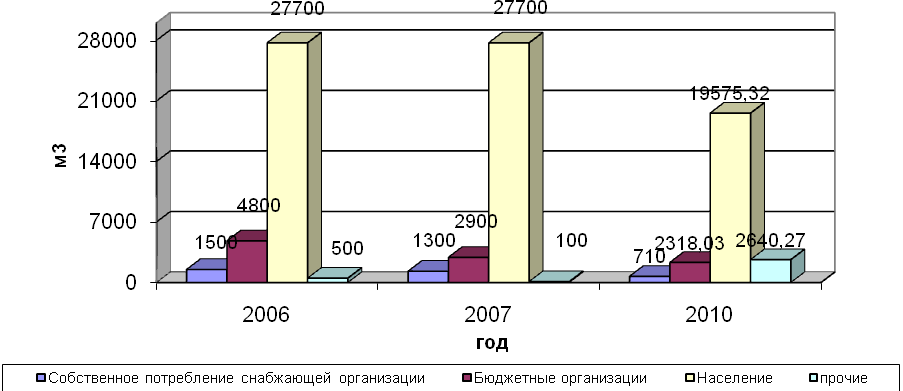 27700 27700
28000
19575,32
21000
м3
14000
4800
7000 1500 500 1300 2900 100 710 2318,03 2640,27
0
2006 2007 2010
год
Собственное потребление снабжающей организации Бюджетные организации Население прочие